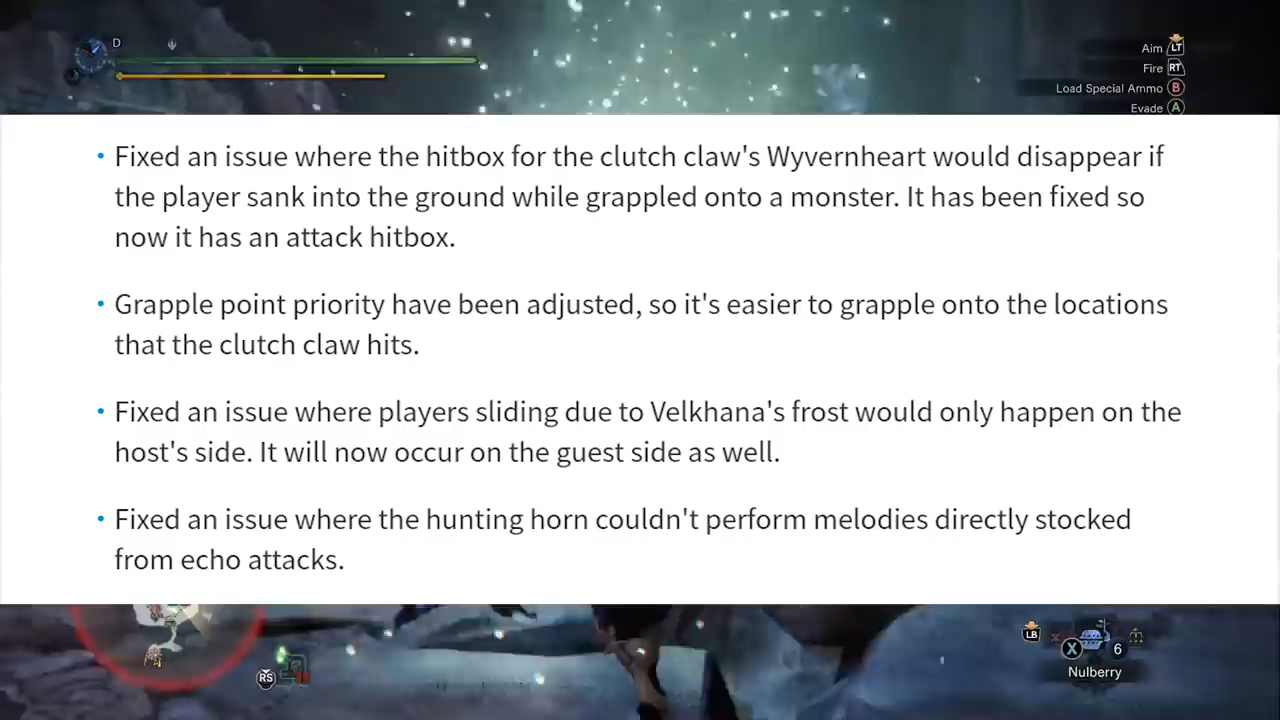 D
Aim LT
Fire RT
Load Special Ammo B
Evade A
• Fixed an issue where the hitbox for the clutch claw's Wyvernheart would disappear if
the player sank into the ground while grappled onto a monster. It has been fixed so
now it has an attack hitbox.
• Grapple point priority have been adjusted, so it's easier to grapple onto the locations
that the clutch claw hits.
• Fixed an issue where players sliding due to Velkhana's frost would only happen on the
host's side. It will now occur on the guest side as well.
• Fixed an issue where the hunting horn couldn't perform melodies directly stocked
from echo attacks.
LB
X 6
RS
Nulberry